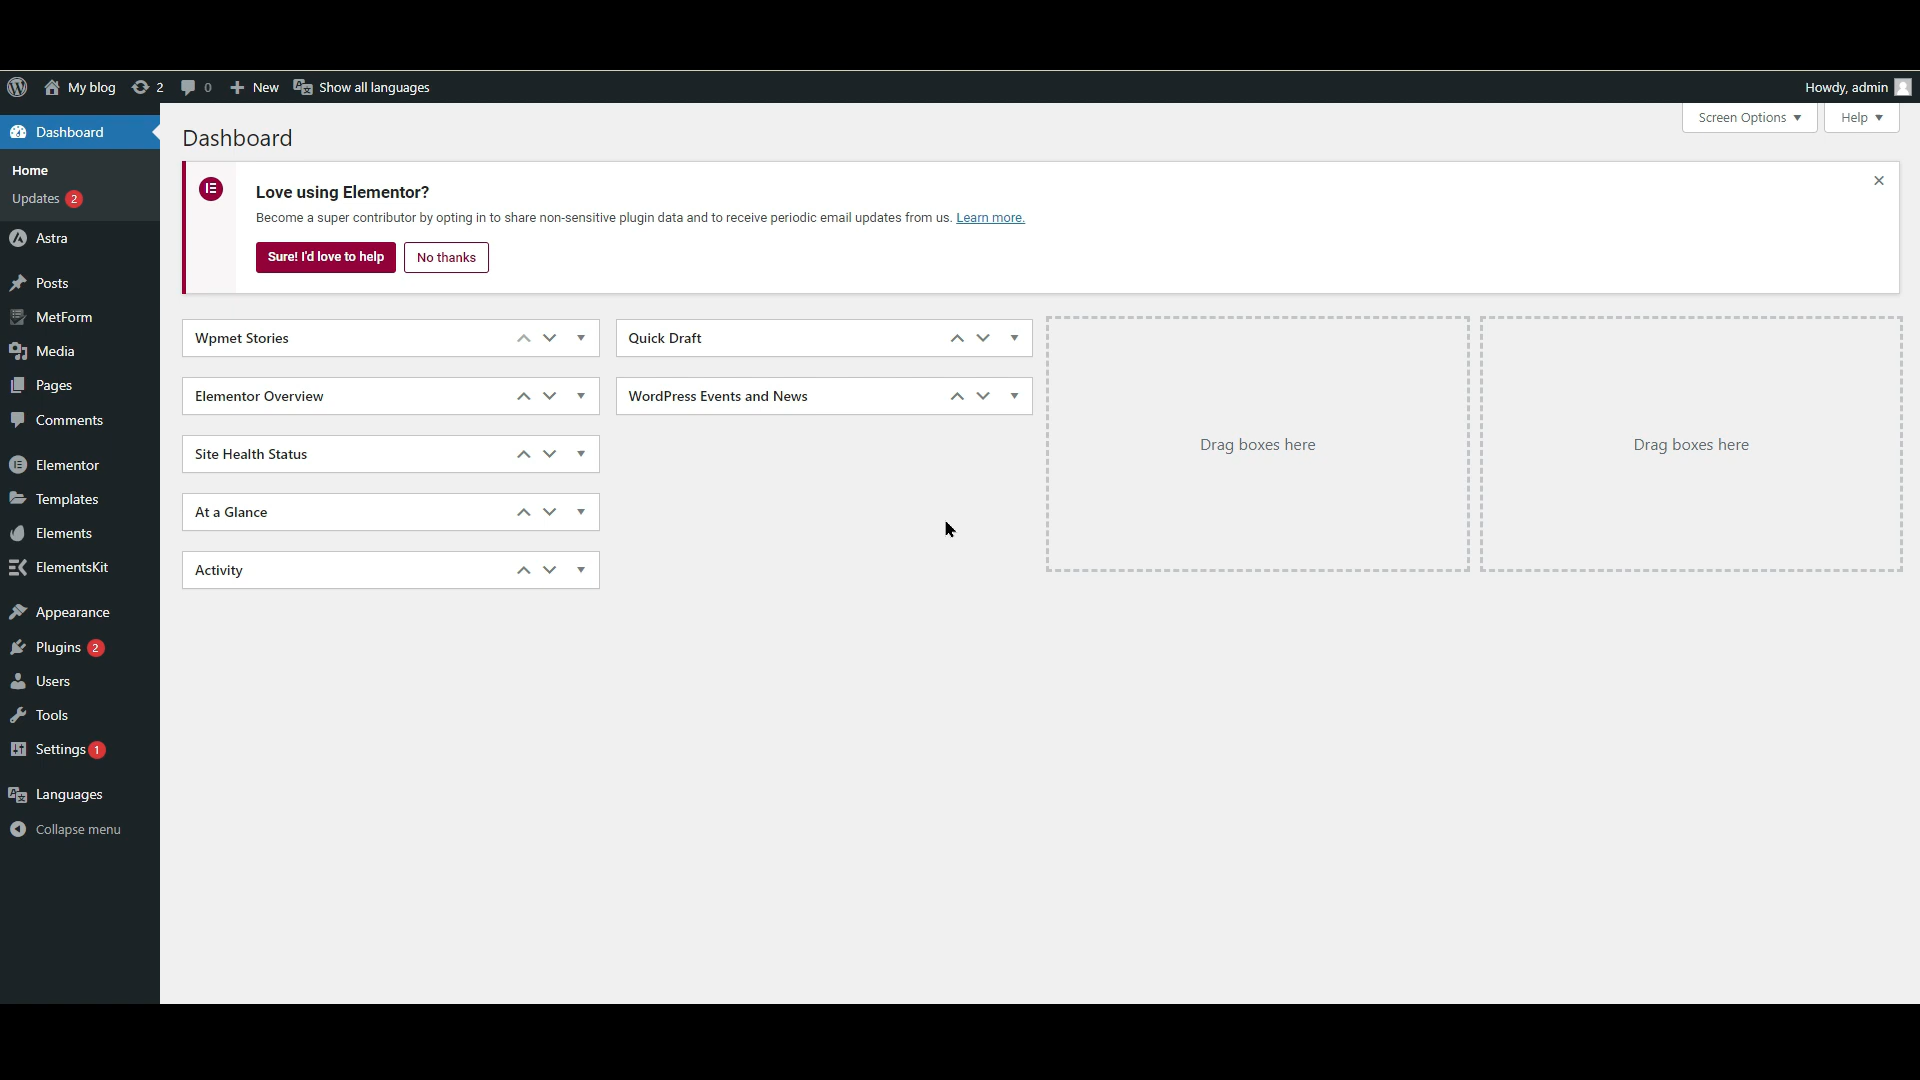 My blog 2 0 New Show all languages Howdy, admin
Dashboard
Home
Updates 2
Astra
Posts
MetForm
Media
Pages
Comments
Elementor
Templates
Elements
ElementsKit
Appearance
Plugins 2
Users
Tools
Settings 1
Languages
Collapse menu
Screen Options Help
Dashboard
Love using Elementor?
Become a super contributor by opting in to share non-sensitive plugin data and to receive periodic email updates from us. Learn more.
Sure! I'd love to help No thanks
Wpmet Stories
Elementor Overview
Site Health Status
At a Glance
Activity
Quick Draft
WordPress Events and News
Drag boxes here
Drag boxes here